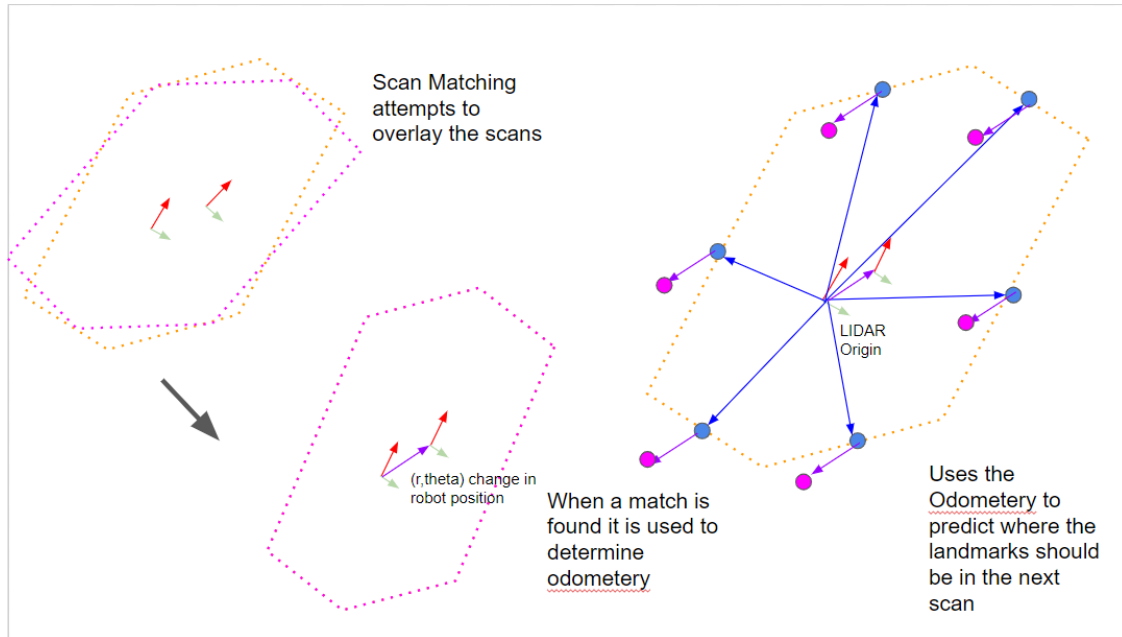 Scan Matching
attempts to
overlay the scans
(r,theta) change in
robot position
When a match is
found it is used to
determine
odometery
LIDAR
Origin
Uses the
Odometery to
predict where the
landmarks should
be in the next
scan